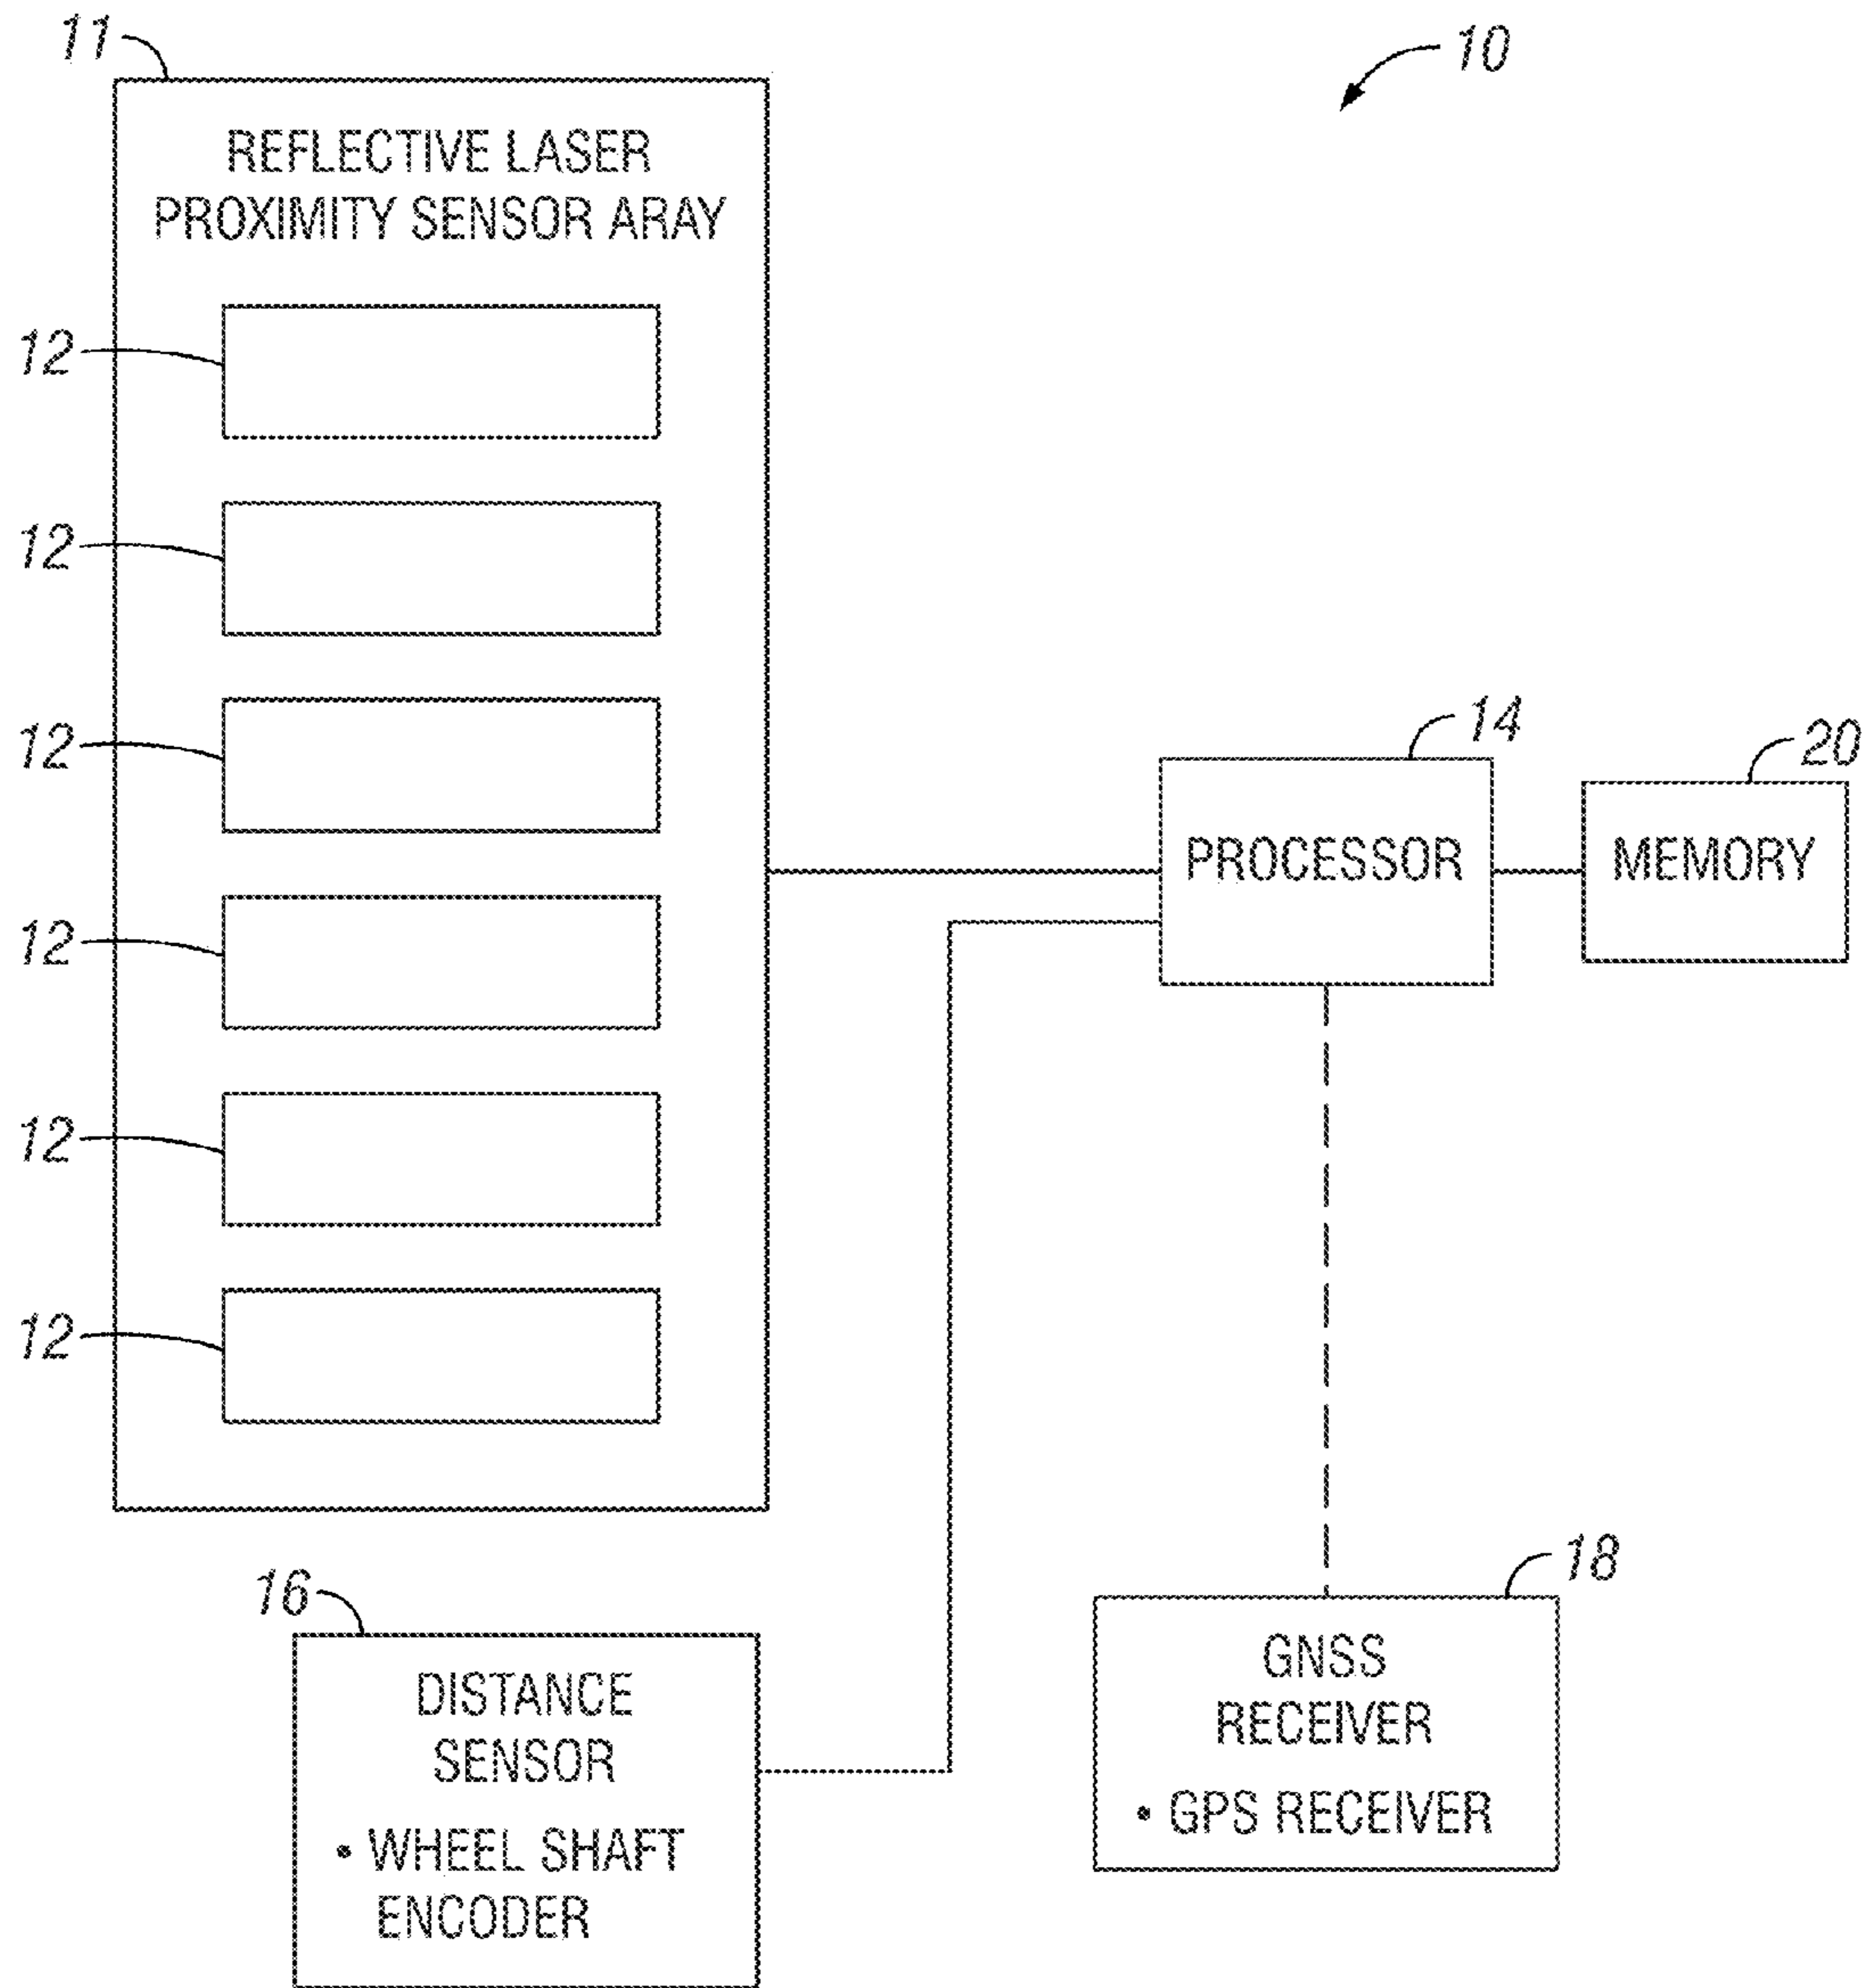 11
10
REFLECTIVE LASER
PROXIMITY SENSOR ARAY
12
12
12
14
20
PROCESSOR
MEMORY
12
12
12
16
18
DISTANCE
SENSOR
• WHEEL SHAFT
ENCODER
GNSS
RECEIVER
• GPS RECEIVER